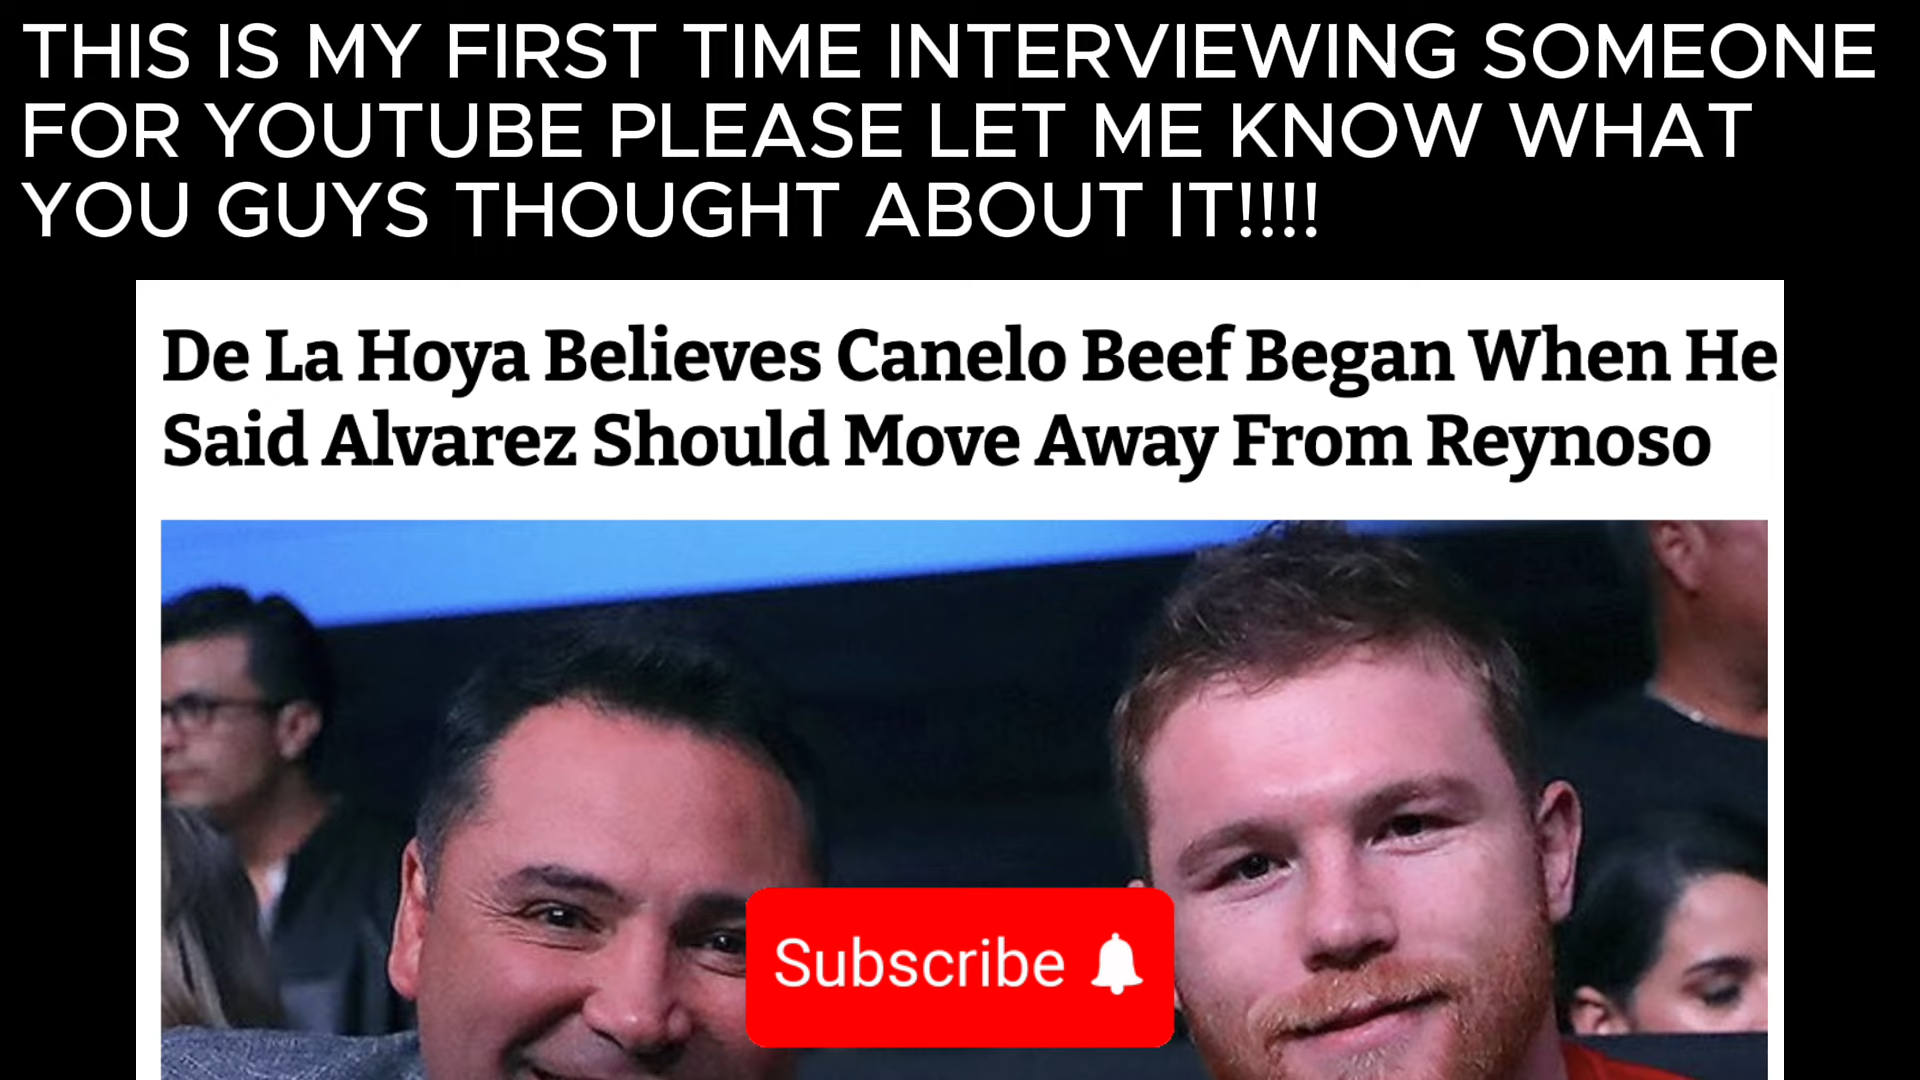 THIS IS MY FIRST TIME INTERVIEWING SOMEONE
FOR YOUTUBE PLEASE LET ME KNOW WHAT
YOU GUYS THOUGHT ABOUT IT!!!!
De La Hoya Believes Canelo Beef Began When He
Said Alvarez Should Move Away From Reynoso
Subscribe